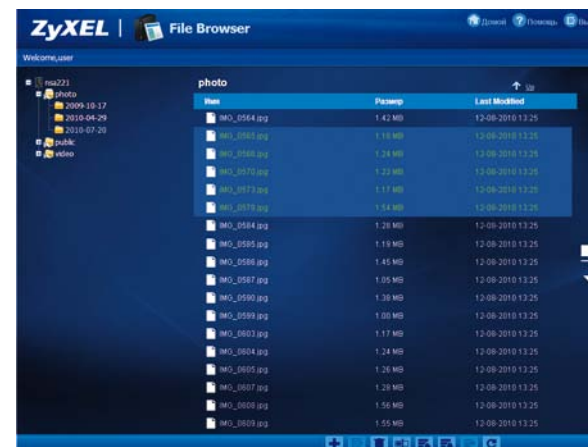 ZyXEL | File Browser
Домой Помощь Вы
Welcome,user
nsa221
photo
2009-10-17
2010-04-29
2010-07-20
public
video
photo
Up
Имя Размер Last Modified
IMG_0564.jpg 1.42 MB 12-08-2010 13:25
IMG_0565.jpg 1.18 MB 12-08-2010 13:25
IMG_0568.jpg 1.24 MB 12-08-2010 13:25
IMG_0570.jpg 1.23 MB 12-08-2010 13:25
IMG_0573.jpg 1.17 MB 12-08-2010 13:25
IMG_0578.jpg 1.54 MB 12-08-2010 13:25
IMG_0584.jpg 1.28 MB 12-08-2010 13:25
IMG_0585.jpg 1.19 MB 12-08-2010 13:25
IMG_0586.jpg 1.45 MB 12-08-2010 13:25
IMG_0587.jpg 1.05 MB 12-08-2010 13:25
IMG_0590.jpg 1.38 MB 12-08-2010 13:25
IMG_0599.jpg 1.00 MB 12-08-2010 13:25
IMG_0603.jpg 1.17 MB 12-08-2010 13:25
IMG_0604.jpg 1.24 MB 12-08-2010 13:25
IMG_0605.jpg 1.26 MB 12-08-2010 13:25
IMG_0607.jpg 1.28 MB 12-08-2010 13:25
IMG_0608.jpg 1.56 MB 12-08-2010 13:25
IMG_0609.jpg 1.55 MB 12-08-2010 13:25